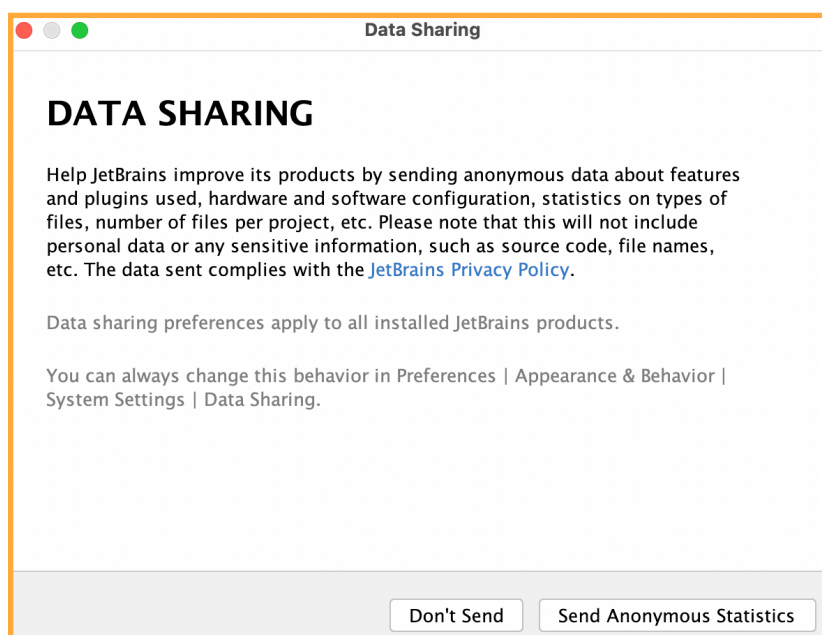 Data Sharing
DATA SHARING
Help JetBrains improve its products by sending anonymous data about features
and plugins used, hardware and software configuration, statistics on types of
files, number of files per project, etc. Please note that this will not include
personal data or any sensitive information, such as source code, file names,
etc. The data sent complies with the JetBrains Privacy Policy.
Data sharing preferences apply to all installed JetBrains products.
You can always change this behavior in Preferences | Appearance & Behavior |
System Settings | Data Sharing.
Don't Send Send Anonymous Statistics